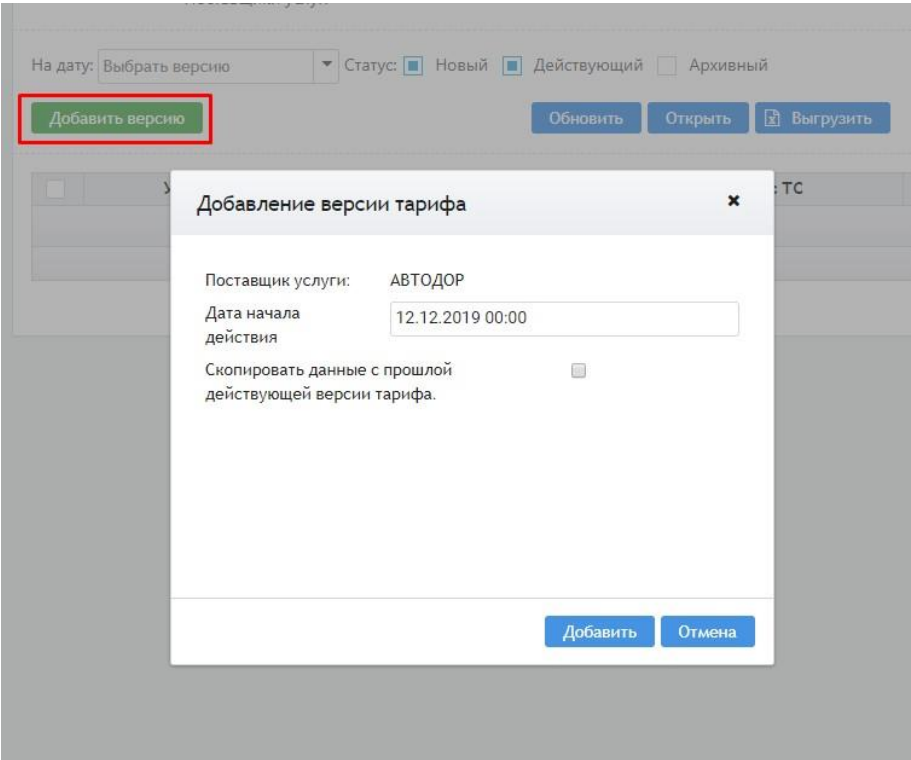 На дату: Выбрать версию Статус: Новый Действующий Архивный
Добавить версию Обновить Открыть Выгрузить
ТС
Добавление версии тарифа
Поставщик услуги: АВТОДОР
Дата начала
действия
12.12.2019 00:00
Скопировать данные с прошлой
действующей версии тарифа.
Добавить Отмена